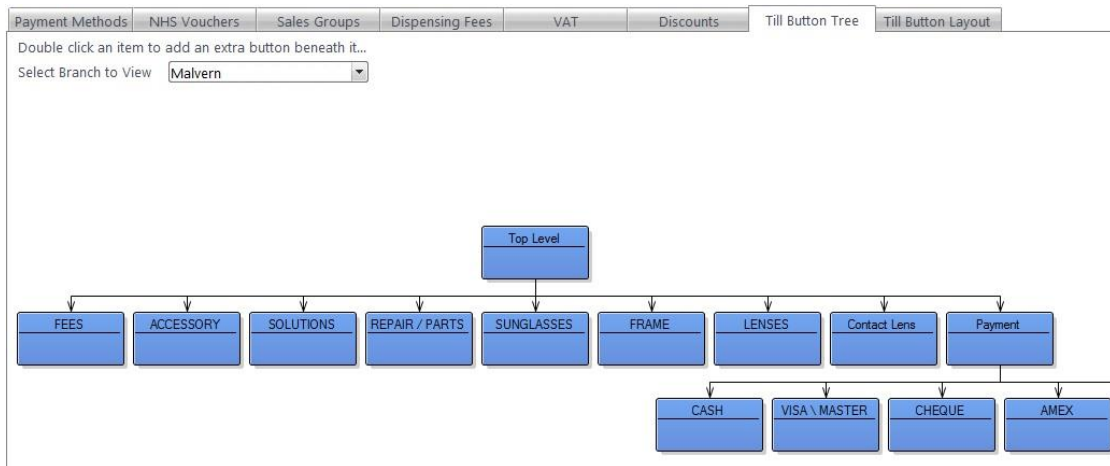 Payment Methods NHS Vouchers Sales Groups Dispensing Fees VAT Discounts Till Button Tree Till Button Layout
Double click an item to add an extra button beneath it...
Select Branch to View Malvern
Top Level
FEES ACCESSORY SOLUTIONS REPAIR / PARTS SUNGLASSES FRAME LENSES Contact Lens Payment
CASH VISA \ MASTER CHEQUE AMEX